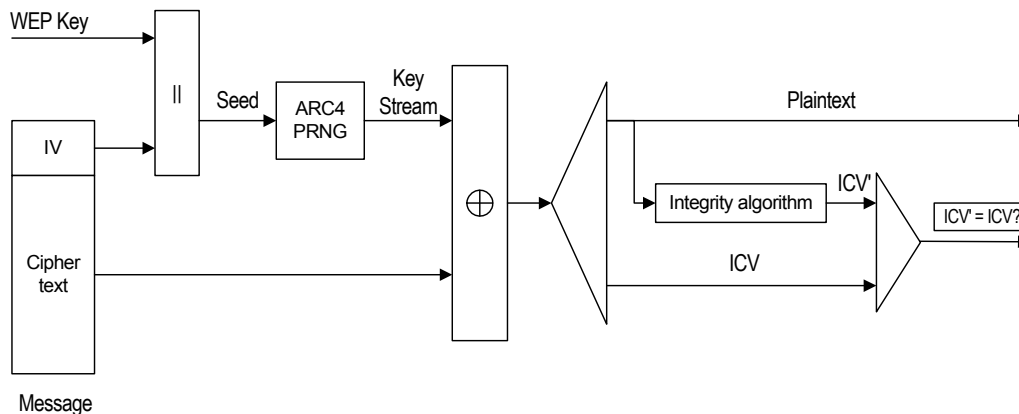 WEP Key
||
Seed
ARC4
PRNG
Key
Stream
IV
Cipher
text
Message
Plaintext
Integrity algorithm
ICV'
ICV
ICV' = ICV?